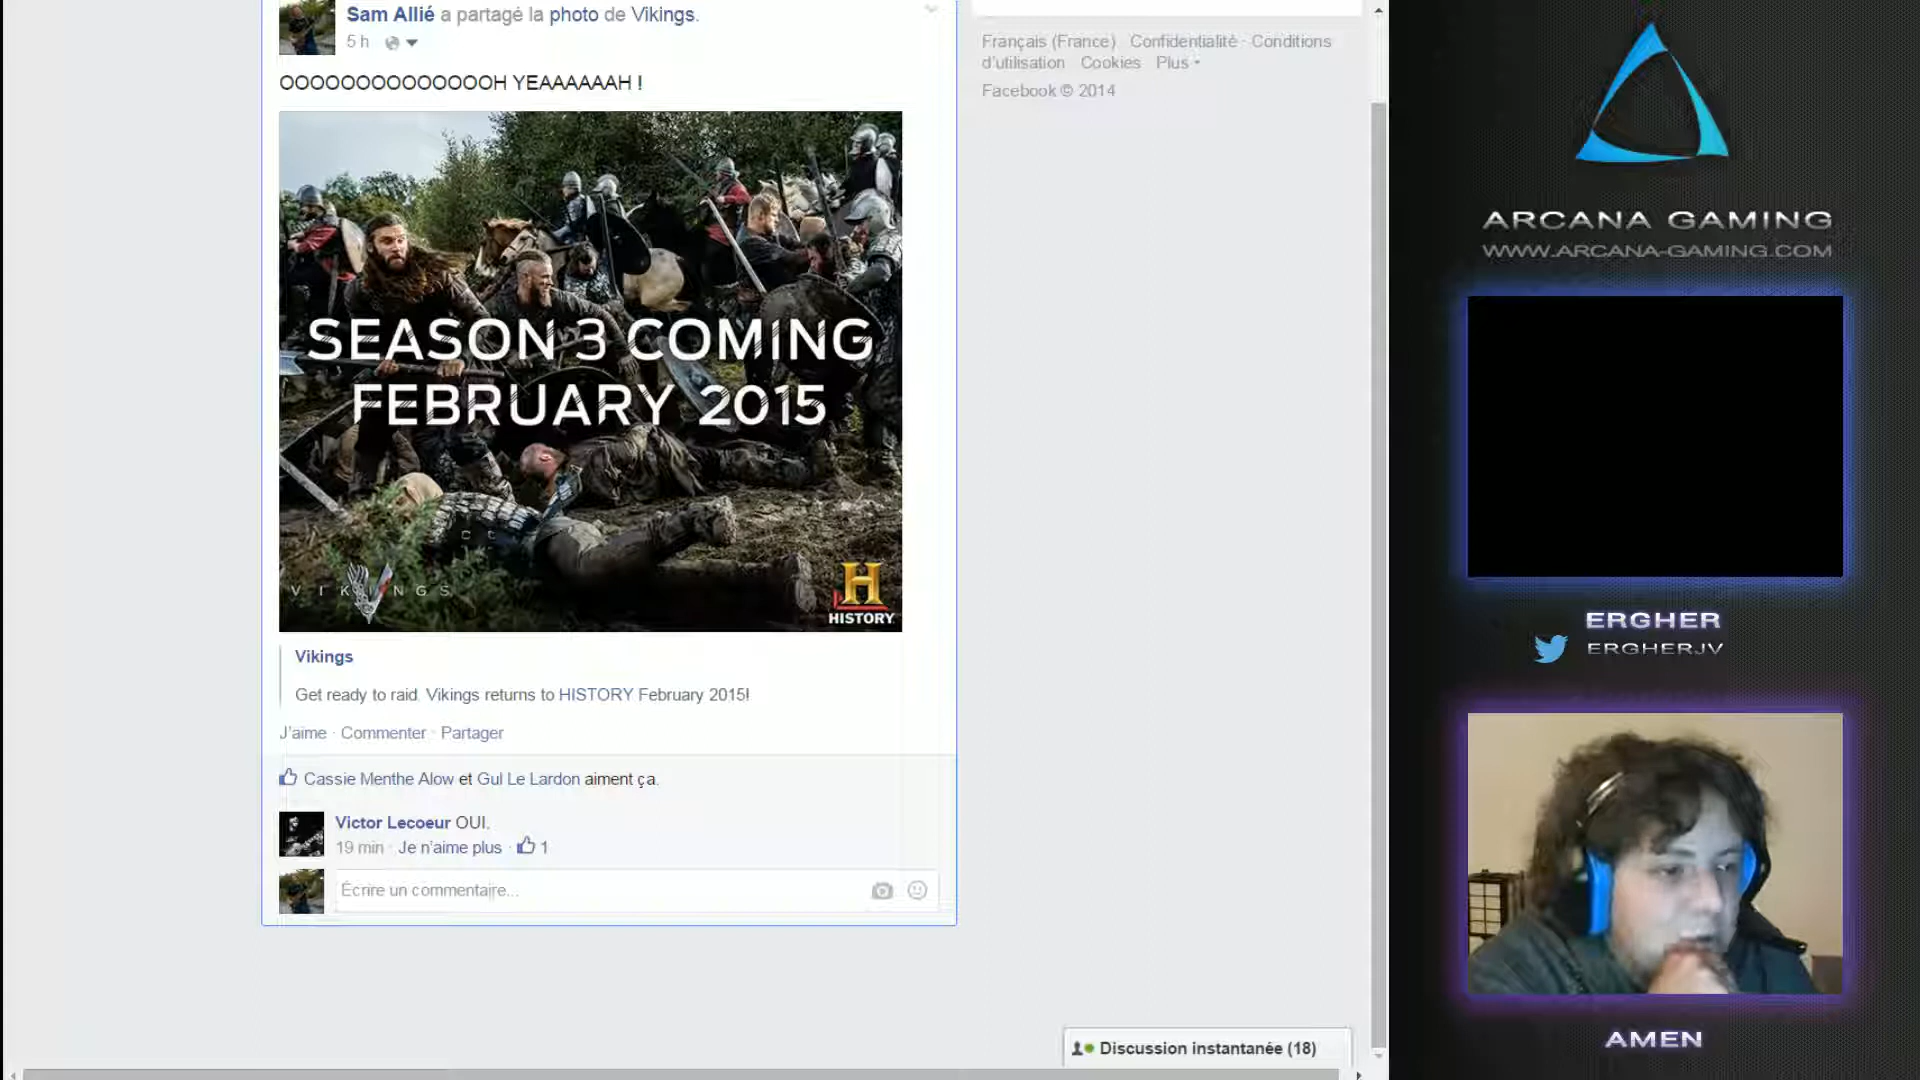 Sam Allié a partagé la photo de Vikings.
5 h
OOOOOOOOOOOOOOH YEAAAAAAH !
SEASON 3 COMING
FEBRUARY 2015
VIKINGS
HISTORY
Vikings
Get ready to raid. Vikings returns to HISTORY February 2015!
J'aime · Commenter · Partager
Cassie Menthe Alow et Gul Le Lardon aiment ça.
Victor Lecoeur OUI.
19 min · Je n'aime plus · 1
Écrire un commentaire...
Français (France) · Confidentialité · Conditions
d'utilisation · Cookies · Plus
Facebook © 2014
Discussion instantanée (18)
ARCANA GAMING
WWW.ARCANA-GAMING.COM
ERGHER
ERGHERJV
AMEN